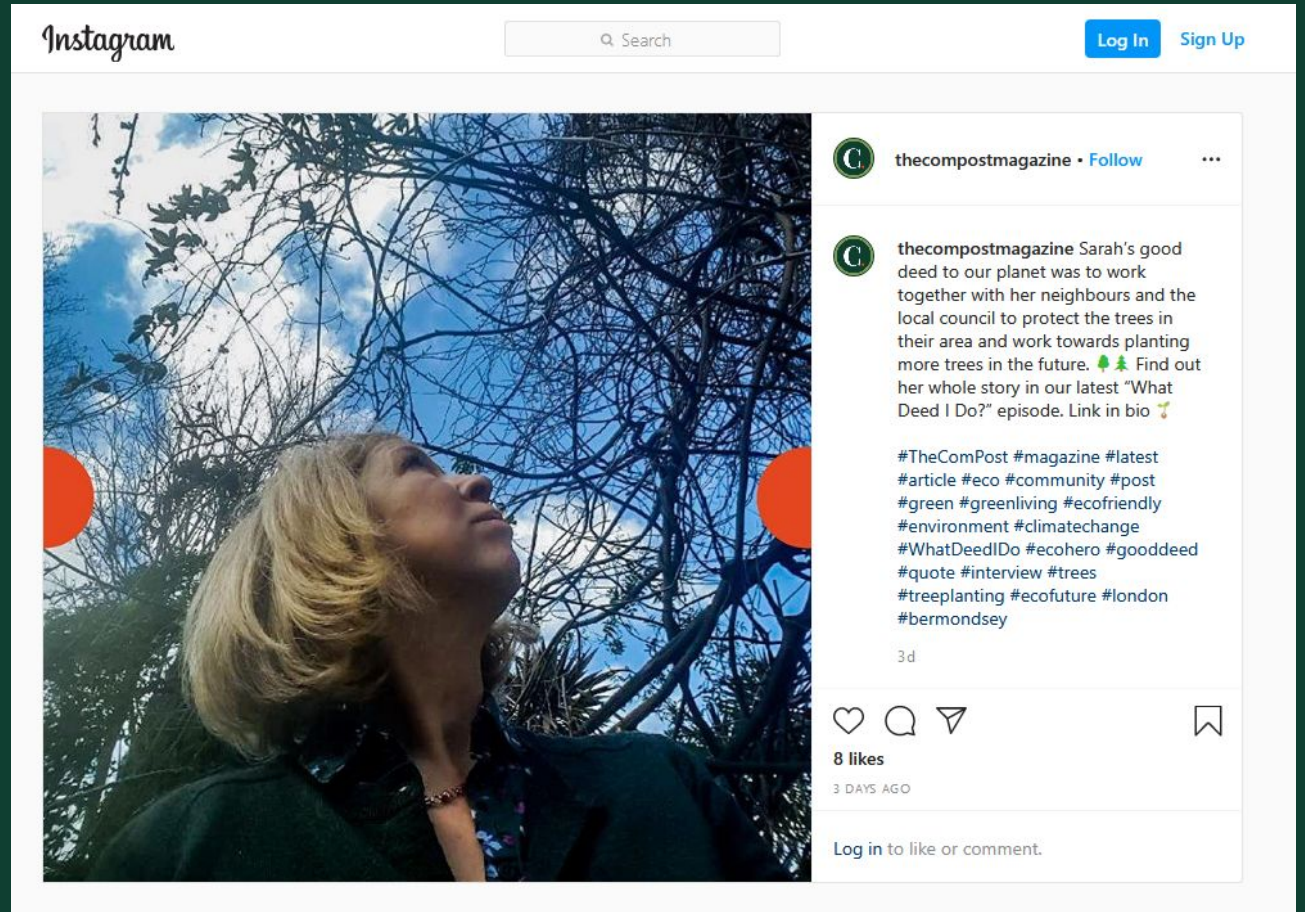 Instagram
Search
Log In
Sign Up
C.
thecompostmagazine • Follow
C.
thecompostmagazine Sarah's good
deed to our planet was to work
together with her neighbours and the
local council to protect the trees in
their area and work towards planting
more trees in the future. 🌳🌲 Find out
her whole story in our latest “What
Deed I Do?” episode. Link in bio 🌱
#TheComPost #magazine #latest
#article #eco #community #post
#green #greenliving #ecofriendly
#environment #climatechange
#WhatDeedIDo #ecohero #gooddeed
#quote #interview #trees
#treeplanting #ecofuture #london
#bermondsey
3d
8 likes
3 DAYS AGO
Log in to like or comment.